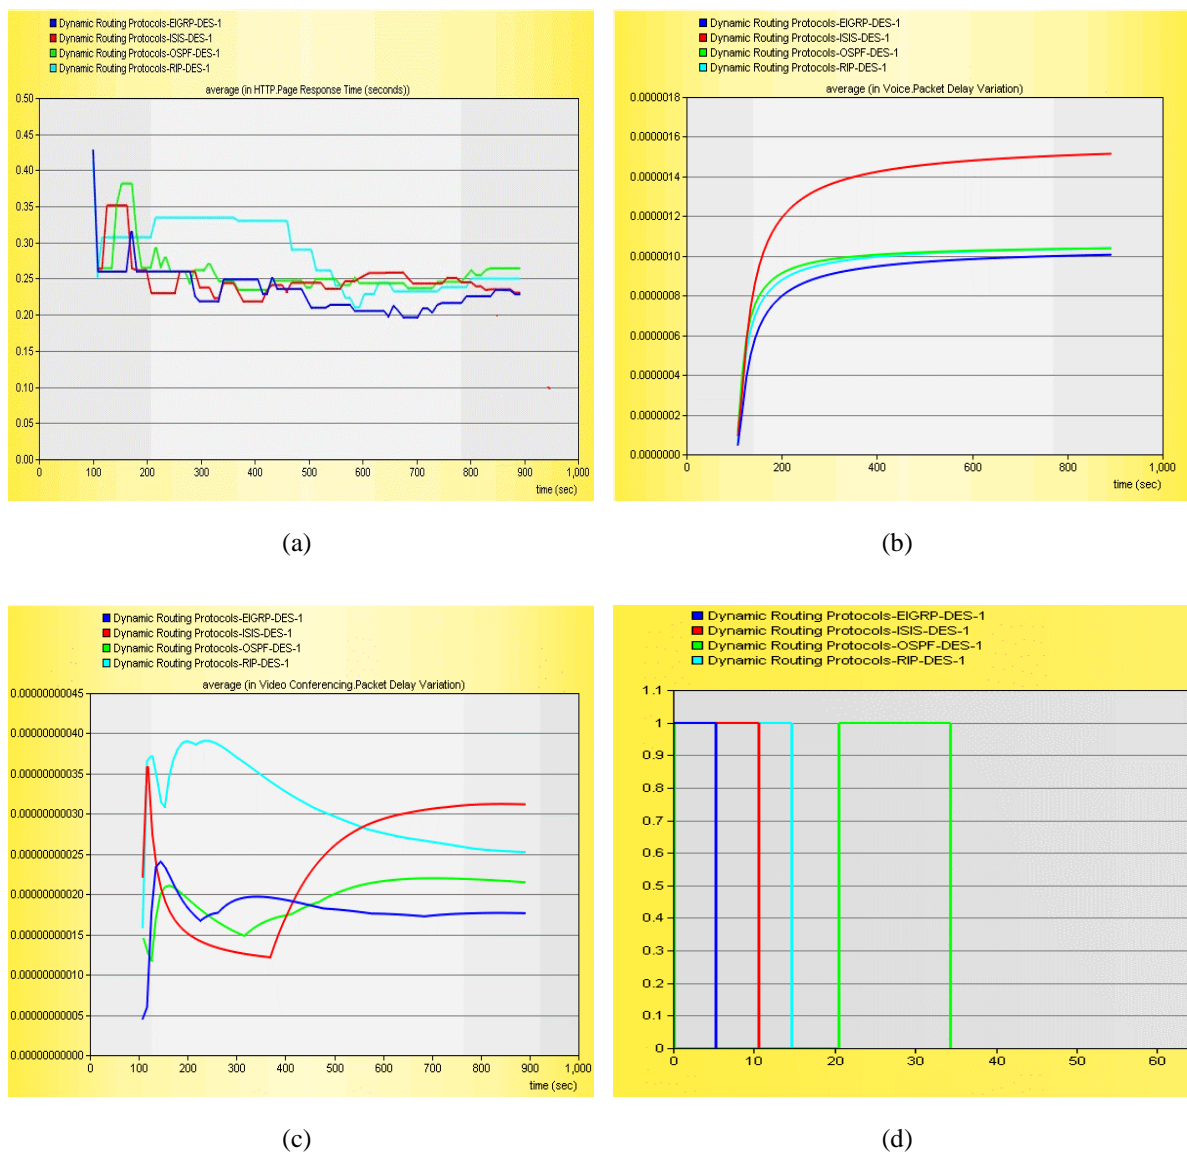 Dynamic Routing Protocols-EIGRP-DES-1
Dynamic Routing Protocols-ISIS-DES-1
Dynamic Routing Protocols-OSPF-DES-1
Dynamic Routing Protocols-RIP-DES-1
average (in HTTP.Page Response Time (seconds))
0.50
0.45
0.40
0.35
0.30
0.25
0.20
0.15
0.10
0.05
0.00
0 100 200 300 400 500 600 700 800 900 1,000
time (sec)
(a)
Dynamic Routing Protocols-EIGRP-DES-1
Dynamic Routing Protocols-ISIS-DES-1
Dynamic Routing Protocols-OSPF-DES-1
Dynamic Routing Protocols-RIP-DES-1
average (in Voice.Packet Delay Variation)
0.0000018
0.0000016
0.0000014
0.0000012
0.0000010
0.0000008
0.0000006
0.0000004
0.0000002
0.0000000
0 200 400 600 800 1,000
time (sec)
(b)
Dynamic Routing Protocols-EIGRP-DES-1
Dynamic Routing Protocols-ISIS-DES-1
Dynamic Routing Protocols-OSPF-DES-1
Dynamic Routing Protocols-RIP-DES-1
average (in Video Conferencing.Packet Delay Variation)
0.00000000045
0.00000000040
0.00000000035
0.00000000030
0.00000000025
0.00000000020
0.00000000015
0.00000000010
0.00000000005
0.00000000000
0 100 200 300 400 500 600 700 800 900 1,000
time (sec)
(c)
Dynamic Routing Protocols-EIGRP-DES-1
Dynamic Routing Protocols-ISIS-DES-1
Dynamic Routing Protocols-OSPF-DES-1
Dynamic Routing Protocols-RIP-DES-1
1.1
1
0.9
0.8
0.7
0.6
0.5
0.4
0.3
0.2
0.1
0
0 10 20 30 40 50 60
(d)